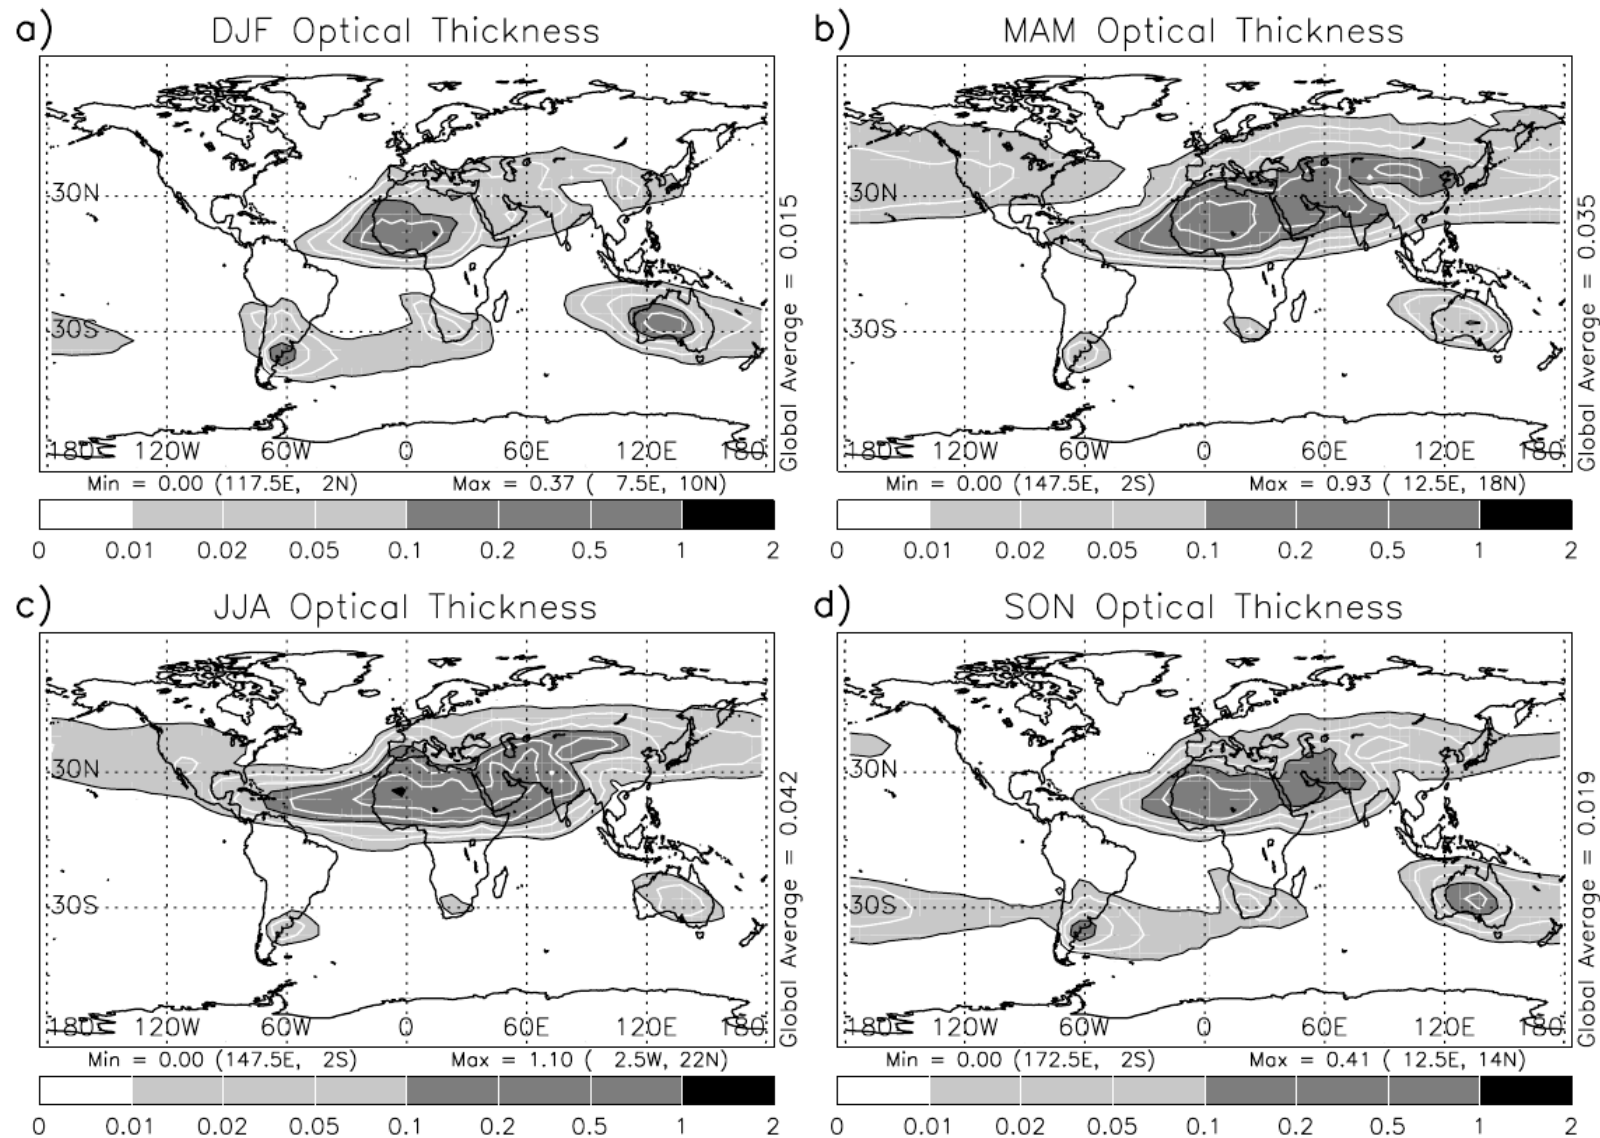 a)
DJF Optical Thickness
30N
30S
180 120W 60W 0 60E 120E 180
Global Average = 0.015
Min = 0.00 (117.5E, 2N) Max = 0.37 ( 7.5E, 10N)
0 0.01 0.02 0.05 0.1 0.2 0.5 1 2
b)
MAM Optical Thickness
30N
30S
180 120W 60W 0 60E 120E 180
Global Average = 0.035
Min = 0.00 (147.5E, 2S) Max = 0.93 ( 12.5E, 18N)
0 0.01 0.02 0.05 0.1 0.2 0.5 1 2
c)
JJA Optical Thickness
30N
30S
180 120W 60W 0 60E 120E 180
Global Average = 0.042
Min = 0.00 (147.5E, 2S) Max = 1.10 ( 2.5W, 22N)
0 0.01 0.02 0.05 0.1 0.2 0.5 1 2
d)
SON Optical Thickness
30N
30S
180 120W 60W 0 60E 120E 180
Global Average = 0.019
Min = 0.00 (172.5E, 2S) Max = 0.41 ( 12.5E, 14N)
0 0.01 0.02 0.05 0.1 0.2 0.5 1 2